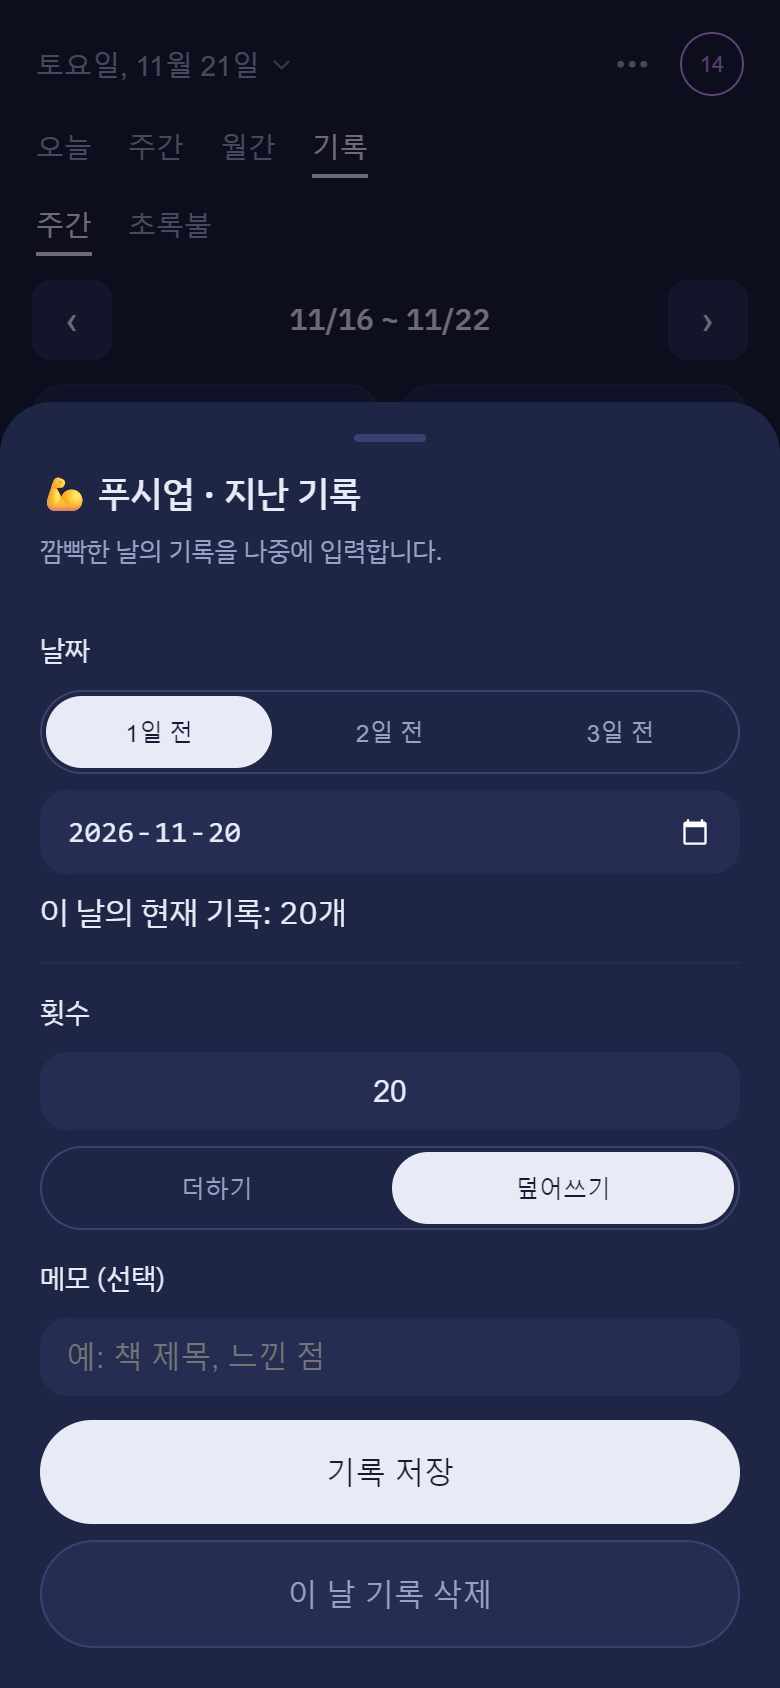 토요일, 11월 21일
14
오늘 주간 월간 기록
주간 초록불
‹ 11/16 ~ 11/22 ›
💪 푸시업 · 지난 기록
깜빡한 날의 기록을 나중에 입력합니다.
날짜
1일 전 2일 전 3일 전
2026-11-20
이 날의 현재 기록: 20개
횟수
20
더하기 덮어쓰기
메모 (선택)
예: 책 제목, 느낀 점
기록 저장
이 날 기록 삭제